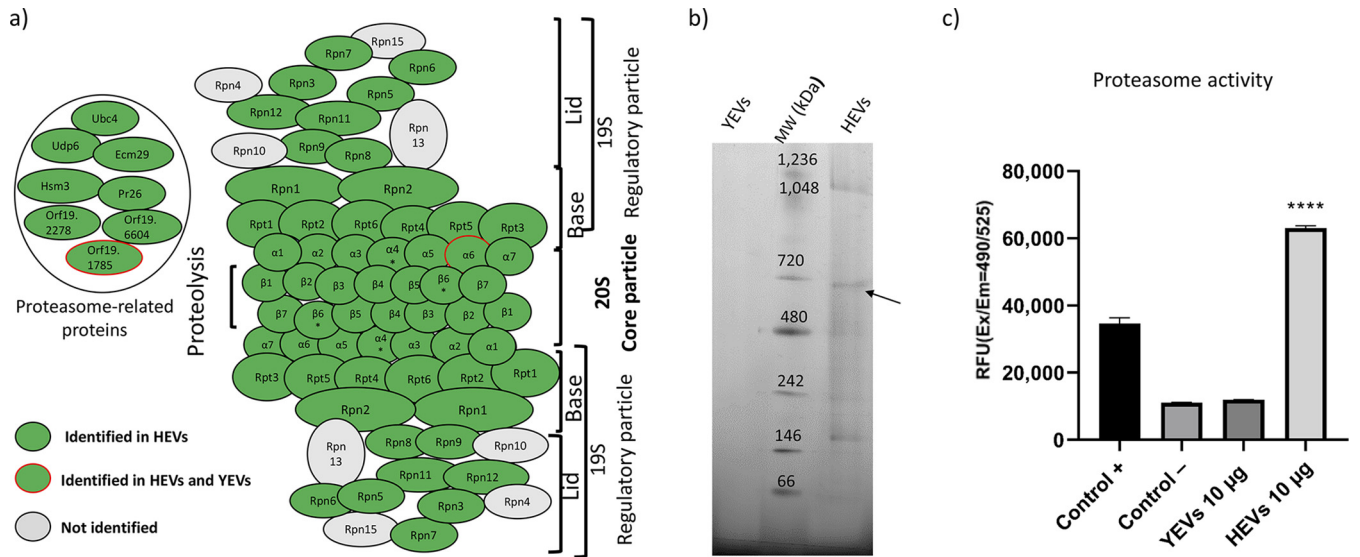 a)
Rpn15
Rpn7
Rpn6
Rpn4
Rpn3
Rpn5
Rpn12
Rpn11
Rpn
13
Rpn10
Rpn9
Rpn8
Rpn1
Rpn2
Rpt1
Rpt2
Rpt6
Rpt4
Rpt5
Rpt3
α1
α2
α3
α4
*
α5
α6
α7
β1
β2
β3
β4
β5
β6
*
β7
β7
β6
*
β5
β4
β3
β2
β1
α7
α6
α5
α4
*
α3
α2
α1
Rpt3
Rpt5
Rpt4
Rpt6
Rpt2
Rpt1
Rpn2
Rpn1
Rpn
13
Rpn8
Rpn9
Rpn10
Rpn11
Rpn12
Rpn6
Rpn5
Rpn3
Rpn4
Rpn15
Rpn7
Lid
19S
Regulatory particle
Base
20S
Core particle
Proteolysis
Base
Lid
19S
Regulatory particle
Ubc4
Udp6
Ecm29
Hsm3
Pr26
Orf19.
2278
Orf19.
6604
Orf19.
1785
Proteasome-related
proteins
Identified in HEVs
Identified in HEVs and YEVs
Not identified
b)
YEVs
MW (kDa)
HEVs
1,236
1,048
720
480
242
146
66
c)
Proteasome activity
RFU(Ex/Em=490/525)
80,000
60,000
40,000
20,000
0
****
Control +
Control –
YEVs 10 µg
HEVs 10 µg